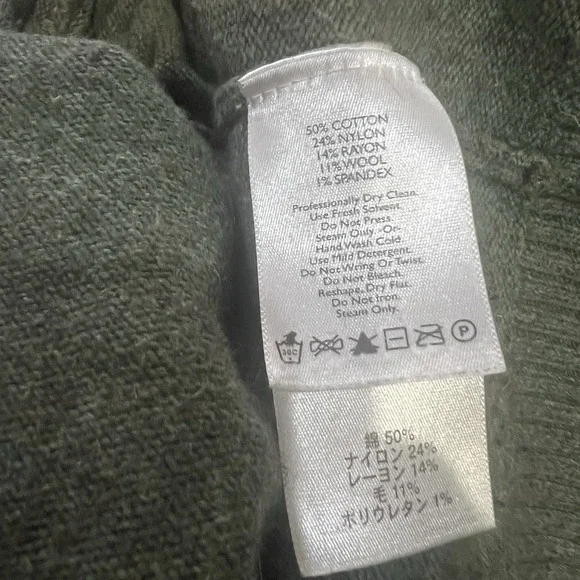 50% COTTON
24% NYLON
14% RAYON
11% WOOL
1% SPANDEX
Professionally Dry Clean.
Use Fresh Solvent.
Do Not Press.
Steam Only. -Or-
Hand Wash Cold.
Use Mild Detergent.
Do Not Wring Or Twist.
Do Not Bleach.
Reshape, Dry Flat.
Do Not Iron.
Steam Only.
30C P
綿 50%
ナイロン 24%
レーヨン 14%
毛 11%
ポリウレタン 1%